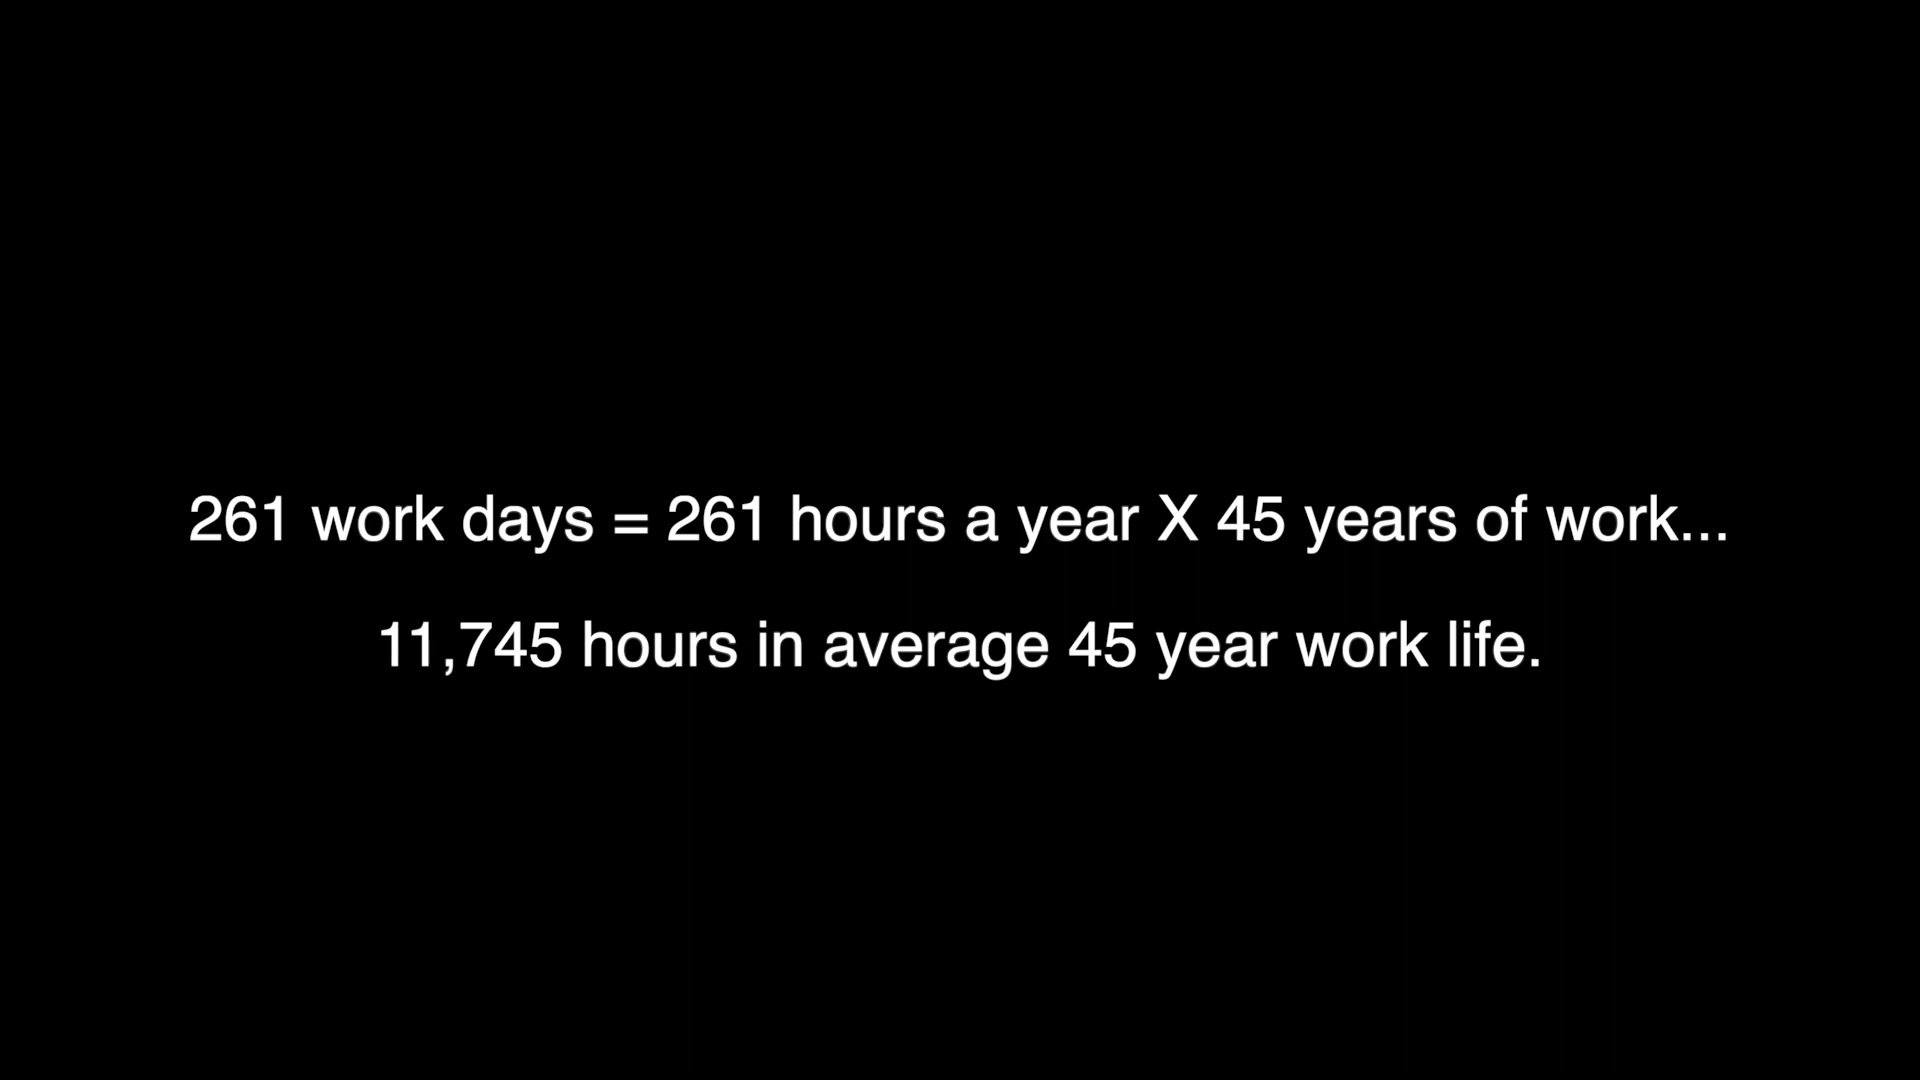 261 work days = 261 hours a year X 45 years of work...
11,745 hours in average 45 year work life.